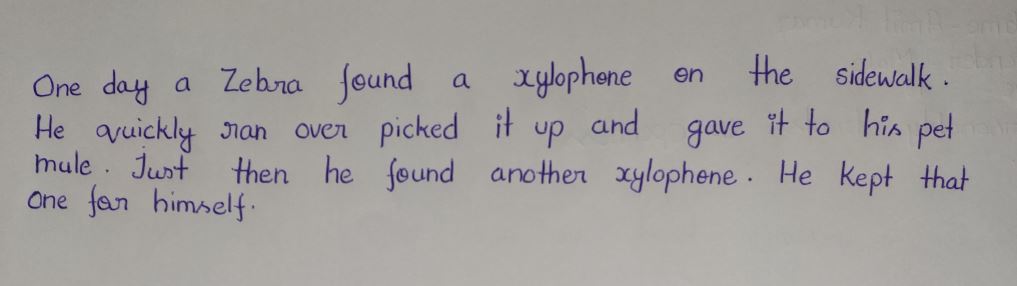 One day a Zebra found a xylophone on the sidewalk.
He quickly ran over picked it up and gave it to his pet
mule. Just then he found another xylophone. He kept that
One for himself.